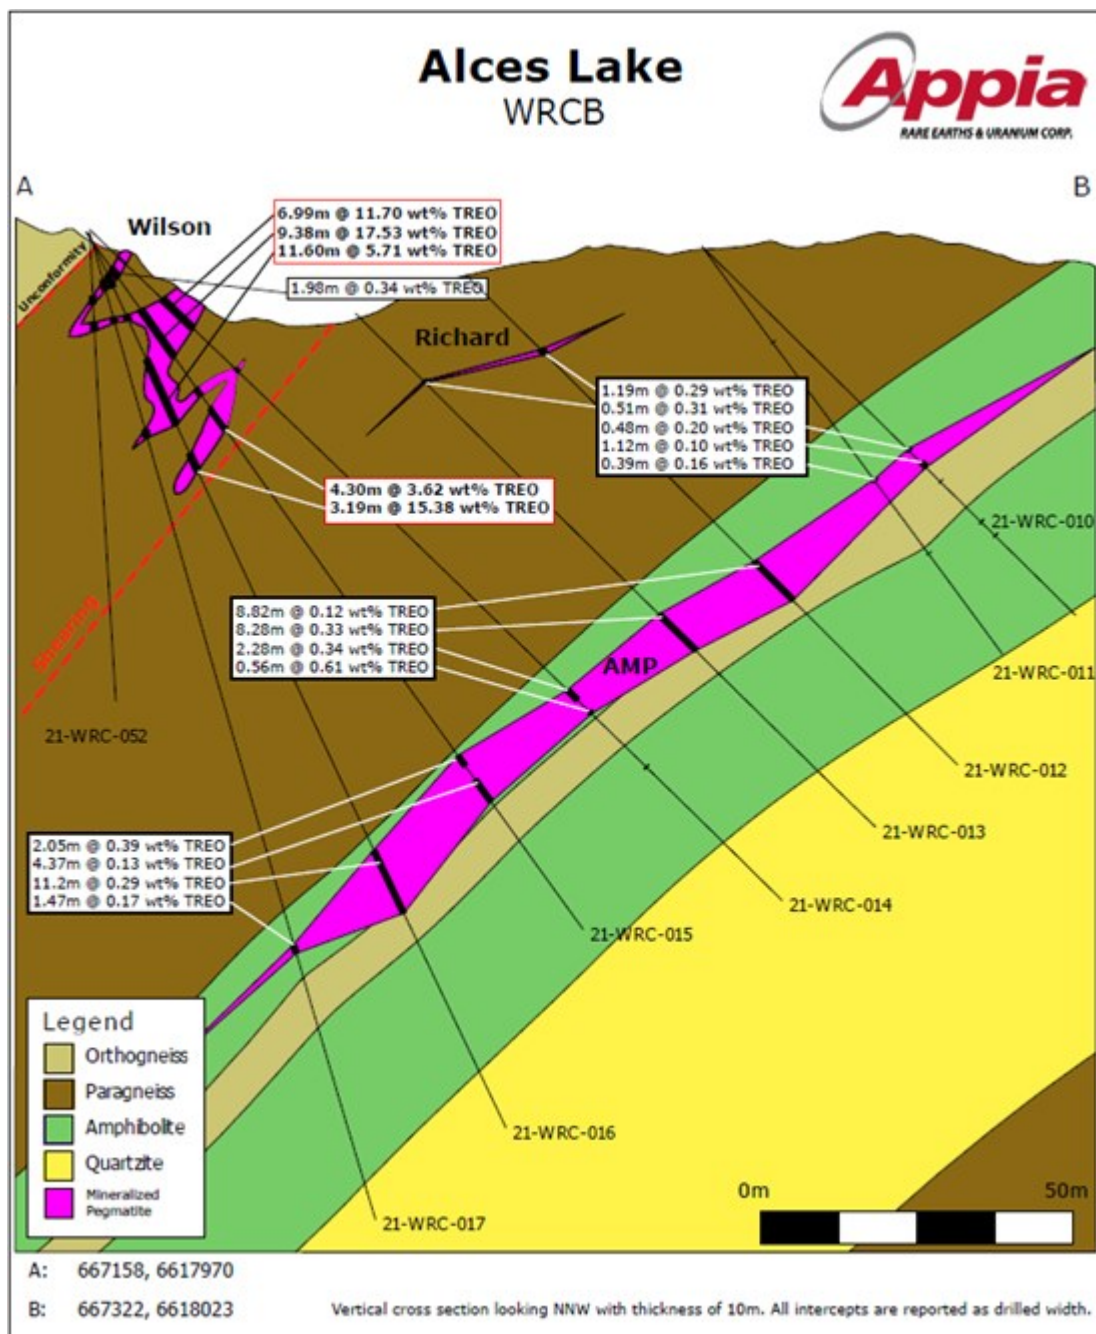 Alces Lake
WRCB
Appia
RARE EARTHS & URANIUM CORP.
A
B
Wilson
Unconformity
6.99m @ 11.70 wt% TREO
9.38m @ 17.53 wt% TREO
11.60m @ 5.71 wt% TREO
1.98m @ 0.34 wt% TREO
Richard
1.19m @ 0.29 wt% TREO
0.51m @ 0.31 wt% TREO
0.48m @ 0.20 wt% TREO
1.12m @ 0.10 wt% TREO
0.39m @ 0.16 wt% TREO
4.30m @ 3.62 wt% TREO
3.19m @ 15.38 wt% TREO
21-WRC-010
Shearing
8.82m @ 0.12 wt% TREO
8.28m @ 0.33 wt% TREO
2.28m @ 0.34 wt% TREO
0.56m @ 0.61 wt% TREO
AMP
21-WRC-011
21-WRC-052
21-WRC-012
21-WRC-013
2.05m @ 0.39 wt% TREO
4.37m @ 0.13 wt% TREO
11.2m @ 0.29 wt% TREO
1.47m @ 0.17 wt% TREO
21-WRC-014
21-WRC-015
Legend
Orthogneiss
Paragneiss
Amphibolite
Quartzite
Mineralized
Pegmatite
21-WRC-016
21-WRC-017
0m
50m
A: 667158, 6617970
B: 667322, 6618023
Vertical cross section looking NNW with thickness of 10m. All intercepts are reported as drilled width.